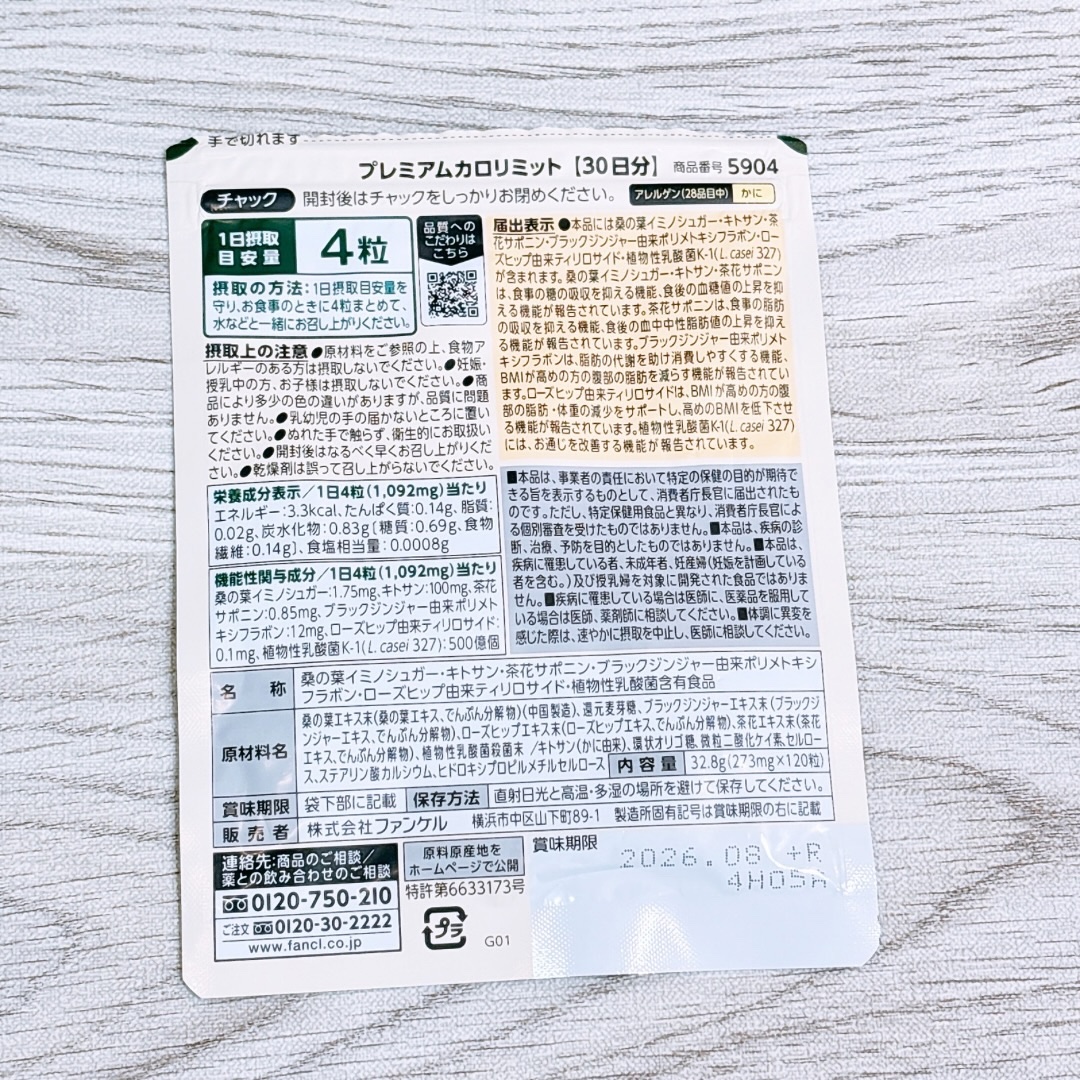 手で切れます
プレミアムカロリミット【30日分】 商品番号 5904
チャック 開封後はチャックをしっかりお閉めください。 アレルゲン(28品目中) かに
1日摂取
目安量
4粒
摂取の方法:1日摂取目安量を
守り、お食事のときに4粒まとめて、
水などと一緒にお召し上がりください。
品質への
こだわりは
こちら
摂取上の注意 ●原材料をご参照の上、食物ア
レルギーのある方は摂取しないでください。●妊娠・
授乳中の方、お子様は摂取しないでください。●商
品により多少の色の違いがありますが、品質に問題
ありません。●乳幼児の手の届かないところに置い
てください。●ぬれた手で触らず、衛生的にお取扱い
ください。●開封後はなるべく早くお召し上がりくだ
さい。●乾燥剤は誤って召し上がらないでください。
栄養成分表示/1日4粒(1,092mg)当たり
エネルギー:3.3kcal、たんぱく質:0.14g、脂質:
0.02g、炭水化物:0.83g(糖質:0.69g、食物
繊維:0.14g)、食塩相当量:0.0008g
機能性関与成分/1日4粒(1,092mg)当たり
桑の葉イミノシュガー:1.75mg、キトサン:100mg、茶花
サポニン:0.85mg、ブラックジンジャー由来ポリメト
キシフラボン:12mg、ローズヒップ由来ティリロサイド:
0.1mg、植物性乳酸菌K-1(L. casei 327):500億個
届出表示 ●本品には桑の葉イミノシュガー・キトサン・茶
花サポニン・ブラックジンジャー由来ポリメトキシフラボン・ロー
ズヒップ由来ティリロサイド・植物性乳酸菌K-1(L. casei 327)
が含まれます。桑の葉イミノシュガー・キトサン・茶花サポニン
は、食事の糖の吸収を抑える機能、食後の血糖値の上昇を抑
える機能が報告されています。茶花サポニンは、食事の脂肪
の吸収を抑える機能、食後の血中中性脂肪値の上昇を抑え
る機能が報告されています。ブラックジンジャー由来ポリメト
キシフラボンは、脂肪の代謝を助け消費しやすくする機能、
BMIが高めの方の腹部の脂肪を減らす機能が報告されてい
ます。ローズヒップ由来ティリロサイドは、BMIが高めの方の腹
部の脂肪・体重の減少をサポートし、高めのBMIを低下させ
る機能が報告されています。植物性乳酸菌K-1(L. casei 327)
には、お通じを改善する機能が報告されています。
■本品は、事業者の責任において特定の保健の目的が期待で
きる旨を表示するものとして、消費者庁長官に届出されたも
のです。ただし、特定保健用食品と異なり、消費者庁長官によ
る個別審査を受けたものではありません。■本品は、疾病の診
断、治療、予防を目的としたものではありません。■本品は、
疾病に罹患している者、未成年者、妊産婦(妊娠を計画している
者を含む。)及び授乳婦を対象に開発された食品ではありま
せん。■疾病に罹患している場合は医師に、医薬品を服用して
いる場合は医師、薬剤師に相談してください。■体調に異変を
感じた際は、速やかに摂取を中止し、医師に相談してください。
名称 桑の葉イミノシュガー・キトサン・茶花サポニン・ブラックジンジャー由来ポリメトキシ
フラボン・ローズヒップ由来ティリロサイド・植物性乳酸菌含有食品
原材料名 桑の葉エキス末(桑の葉エキス、でんぷん分解物)(中国製造)、還元麦芽糖、ブラックジンジャーエキス末(ブラックジ
ンジャーエキス、でんぷん分解物)、ローズヒップエキス末(ローズヒップエキス、でんぷん分解物)、茶花エキス末(茶花
エキス、でんぷん分解物)、植物性乳酸菌殺菌末 /キトサン(かに由来)、環状オリゴ糖、微粒二酸化ケイ素、セルロー
ス、ステアリン酸カルシウム、ヒドロキシプロピルメチルセルロース 内容量 32.8g(273mg×120粒)
賞味期限 袋下部に記載 保存方法 直射日光と高温・多湿の場所を避けて保存してください。
販売者 株式会社ファンケル 横浜市中区山下町89-1 製造所固有記号は賞味期限の右に記載
連絡先:商品のご相談/
薬との飲み合わせのご相談
0120-750-210
ご注文 0120-30-2222
www.fancl.co.jp
原料原産地を
ホームページで公開
特許第6633173号
プラ G01
賞味期限
2026.08 +R
4H05A